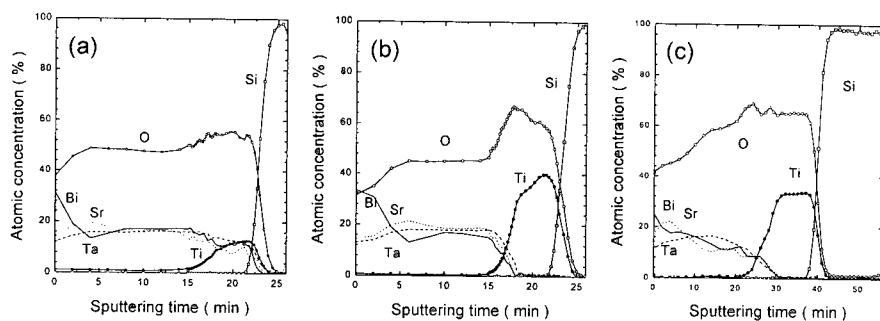 (a)
Atomic concentration ( % )
100
80
60
40
20
0
Si
O
Bi
Sr
Ta
Ti
0 5 10 15 20 25
Sputtering time ( min )
(b)
Atomic concentration ( % )
100
80
60
40
20
0
Si
O
Ti
Bi
Sr
Ta
0 5 10 15 20 25
Sputtering time ( min )
(c)
Atomic concentration ( % )
100
80
60
40
20
0
Si
O
Ti
Bi
Sr
Ta
0 10 20 30 40 50
Sputtering time ( min )